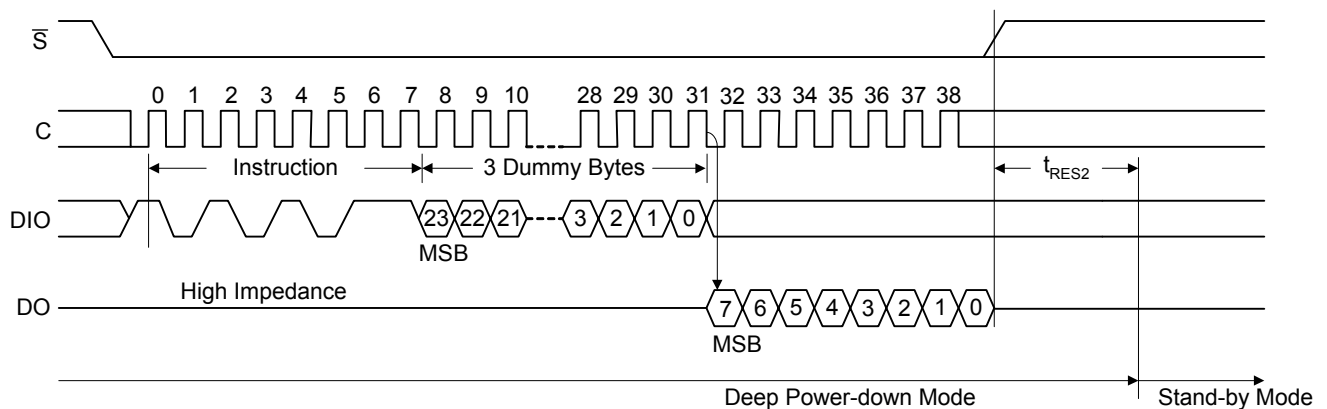 S
0 1 2 3 4 5 6 7 8 9 10 28 29 30 31 32 33 34 35 36 37 38
C
Instruction 3 Dummy Bytes tRES2
DIO 23 22 21 3 2 1 0
MSB
High Impedance
DO 7 6 5 4 3 2 1 0
MSB
Deep Power-down Mode Stand-by Mode